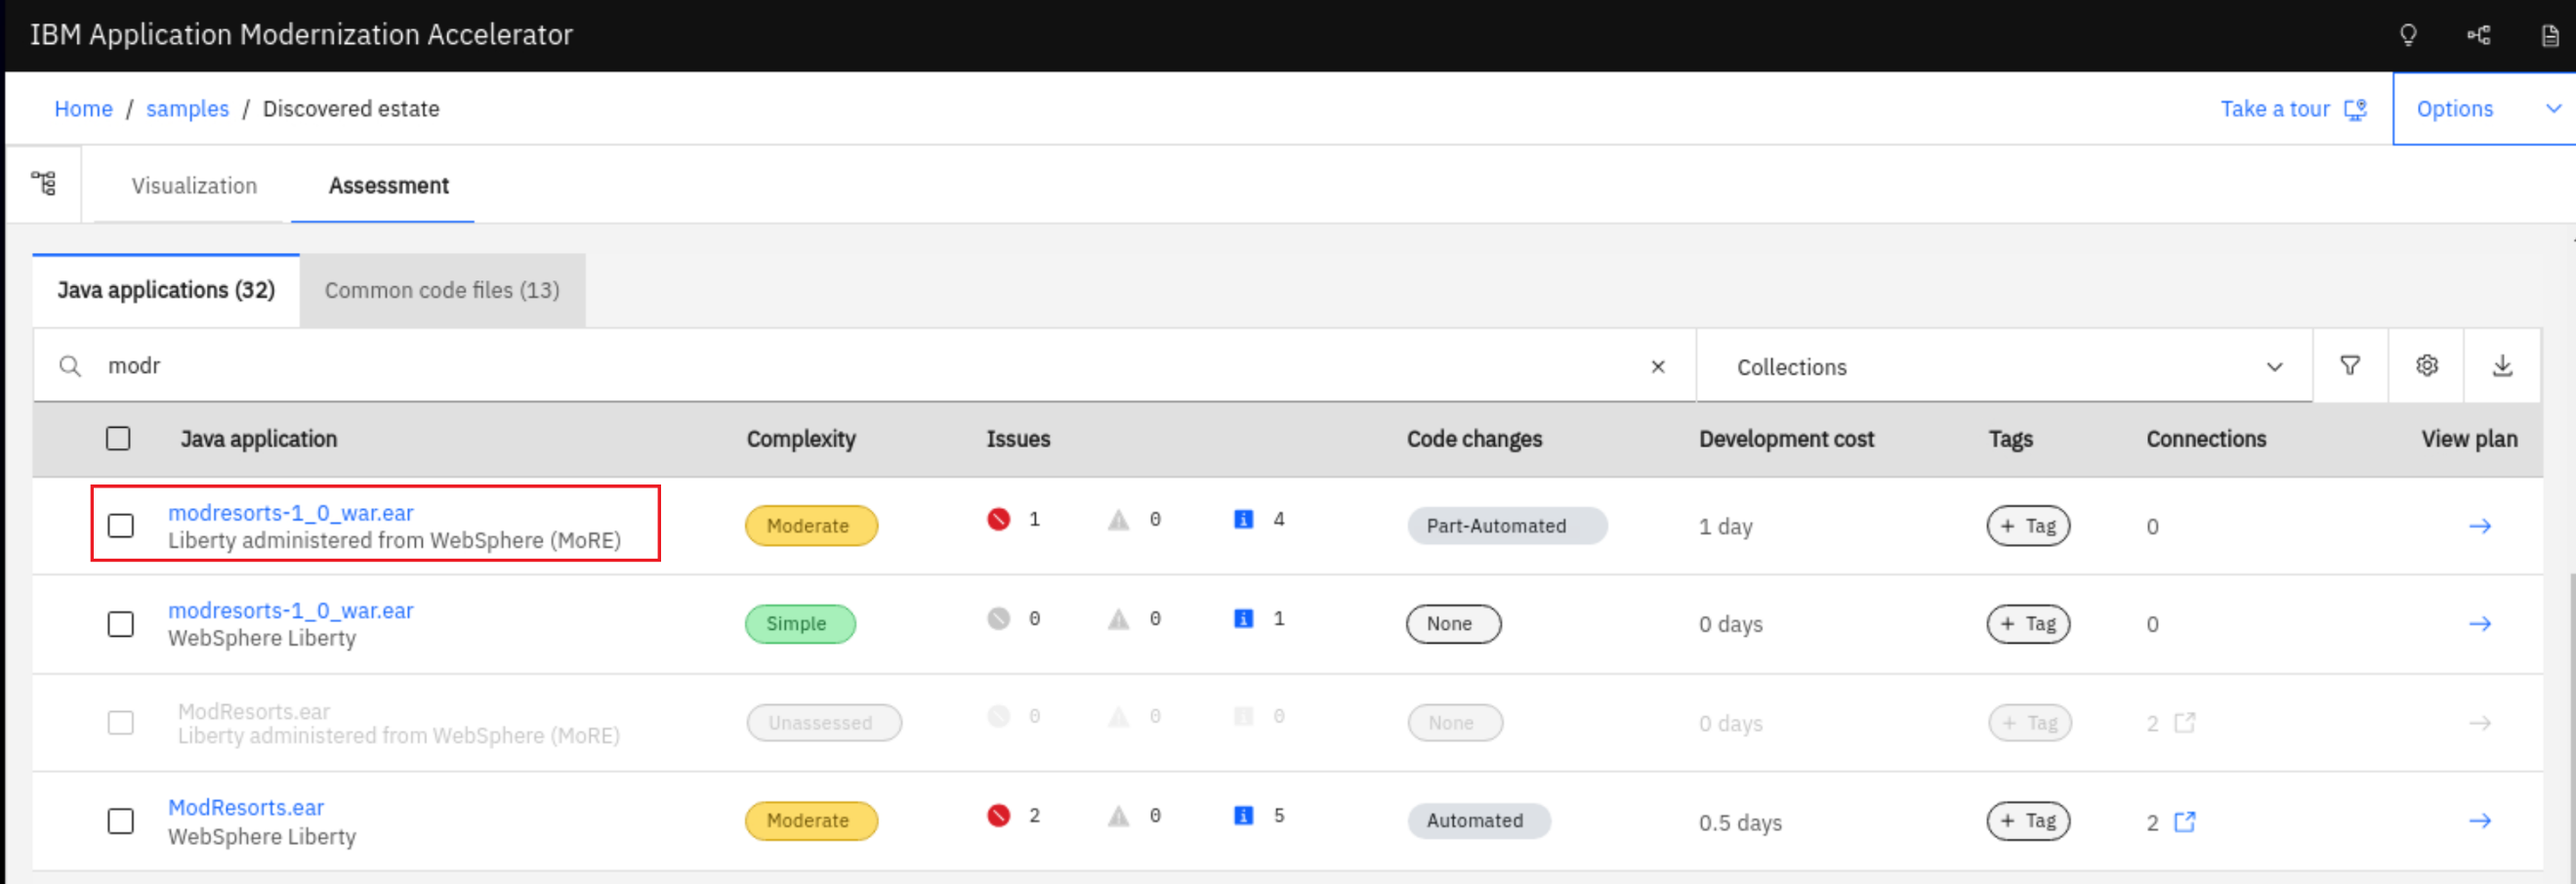 IBM Application Modernization Accelerator
Home / samples / Discovered estate
Take a tour
Options
Visualization
Assessment
Java applications (32)
Common code files (13)
modr
Collections
Java application Complexity Issues Code changes Development cost Tags Connections View plan
modresorts-1_0_war.ear
Liberty administered from WebSphere (MoRE)
Moderate 1 0 4 Part-Automated 1 day + Tag 0
modresorts-1_0_war.ear
WebSphere Liberty
Simple 0 0 1 None 0 days + Tag 0
ModResorts.ear
Liberty administered from WebSphere (MoRE)
Unassessed 0 0 0 None 0 days + Tag 2
ModResorts.ear
WebSphere Liberty
Moderate 2 0 5 Automated 0.5 days + Tag 2